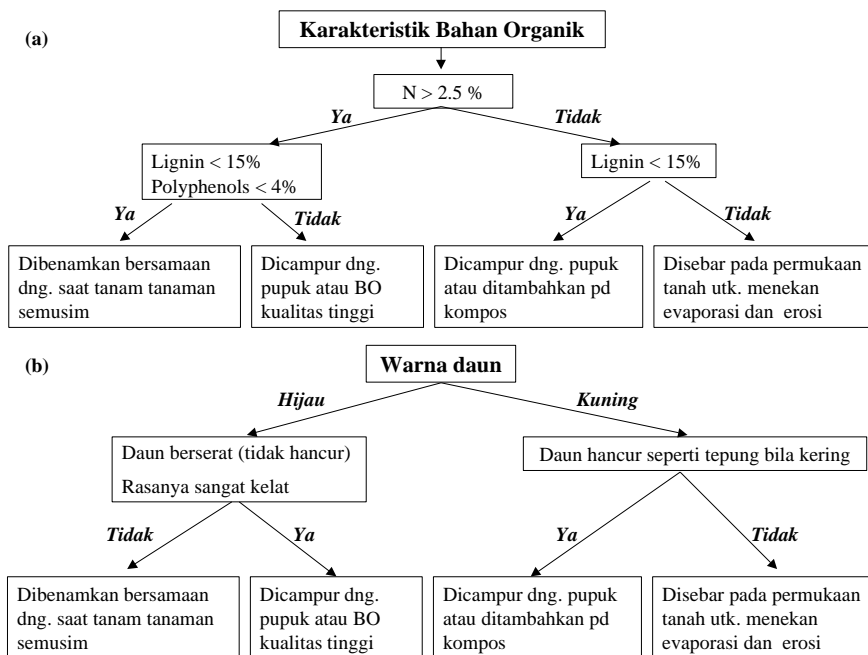 (a)
Karakteristik Bahan Organik
N > 2.5 %
Ya
Tidak
Lignin < 15%
Polyphenols < 4%
Lignin < 15%
Ya
Tidak
Ya
Tidak
Dibenamkan bersamaan
dng. saat tanam tanaman
semusim
Dicampur dng.
pupuk atau BO
kualitas tinggi
Dicampur dng. pupuk
atau ditambahkan pd
kompos
Disebar pada permukaan
tanah utk. menekan
evaporasi dan erosi
(b)
Warna daun
Hijau
Kuning
Daun berserat (tidak hancur)
Rasanya sangat kelat
Daun hancur seperti tepung bila kering
Tidak
Ya
Ya
Tidak
Dibenamkan bersamaan
dng. saat tanam tanaman
semusim
Dicampur dng.
pupuk atau BO
kualitas tinggi
Dicampur dng. pupuk
atau ditambahkan pd
kompos
Disebar pada permukaan
tanah utk. menekan
evaporasi dan erosi